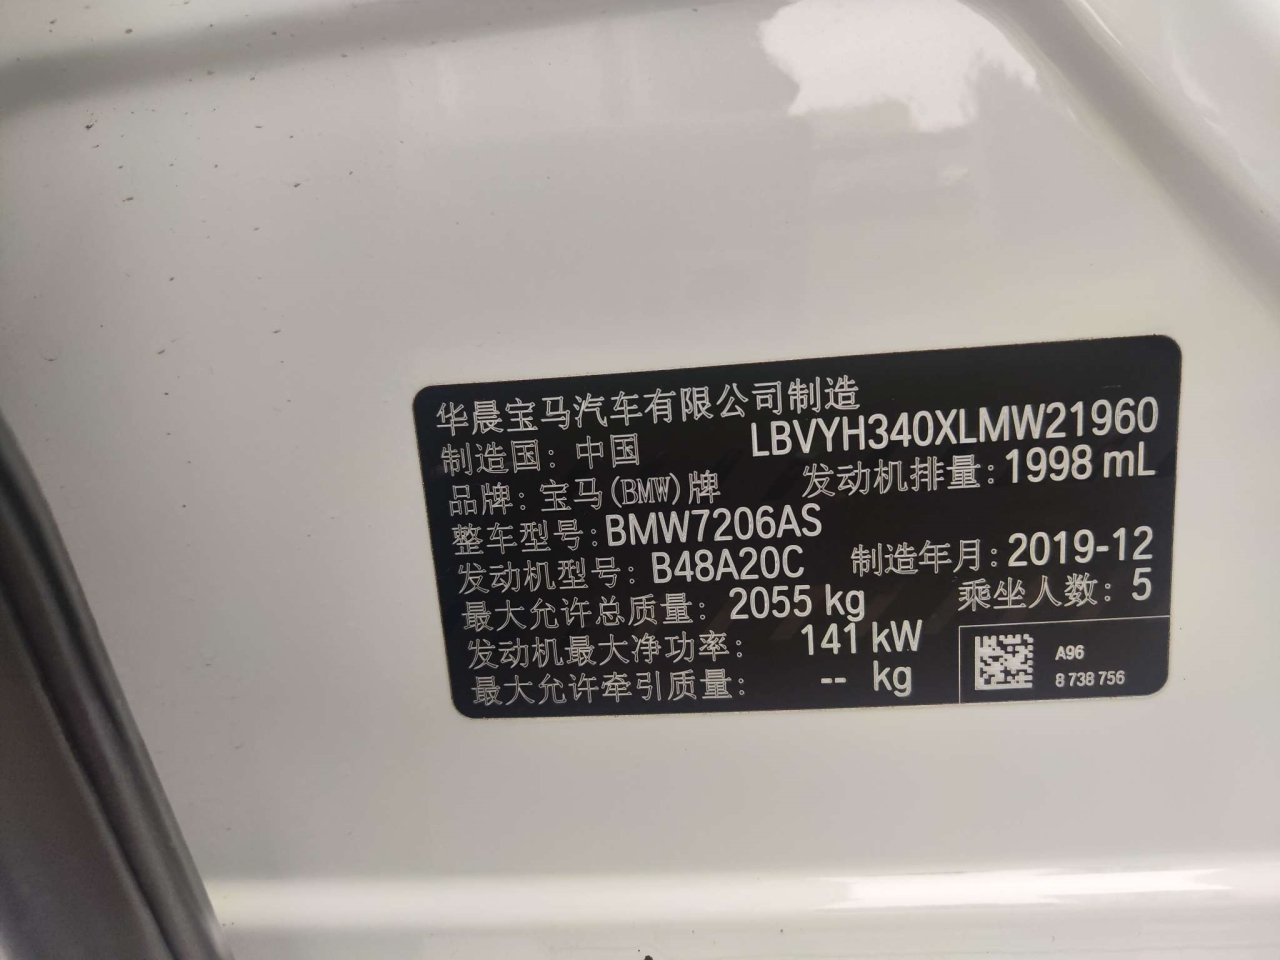 华晨宝马汽车有限公司制造
制造国: 中国 LBVYH340XLMW21960
品牌: 宝马(BMW)牌 发动机排量: 1998 mL
整车型号: BMW7206AS
发动机型号: B48A20C 制造年月: 2019-12
最大允许总质量: 2055 kg 乘坐人数: 5
发动机最大净功率: 141 kW
最大允许牵引质量: -- kg
A96
8 738 756